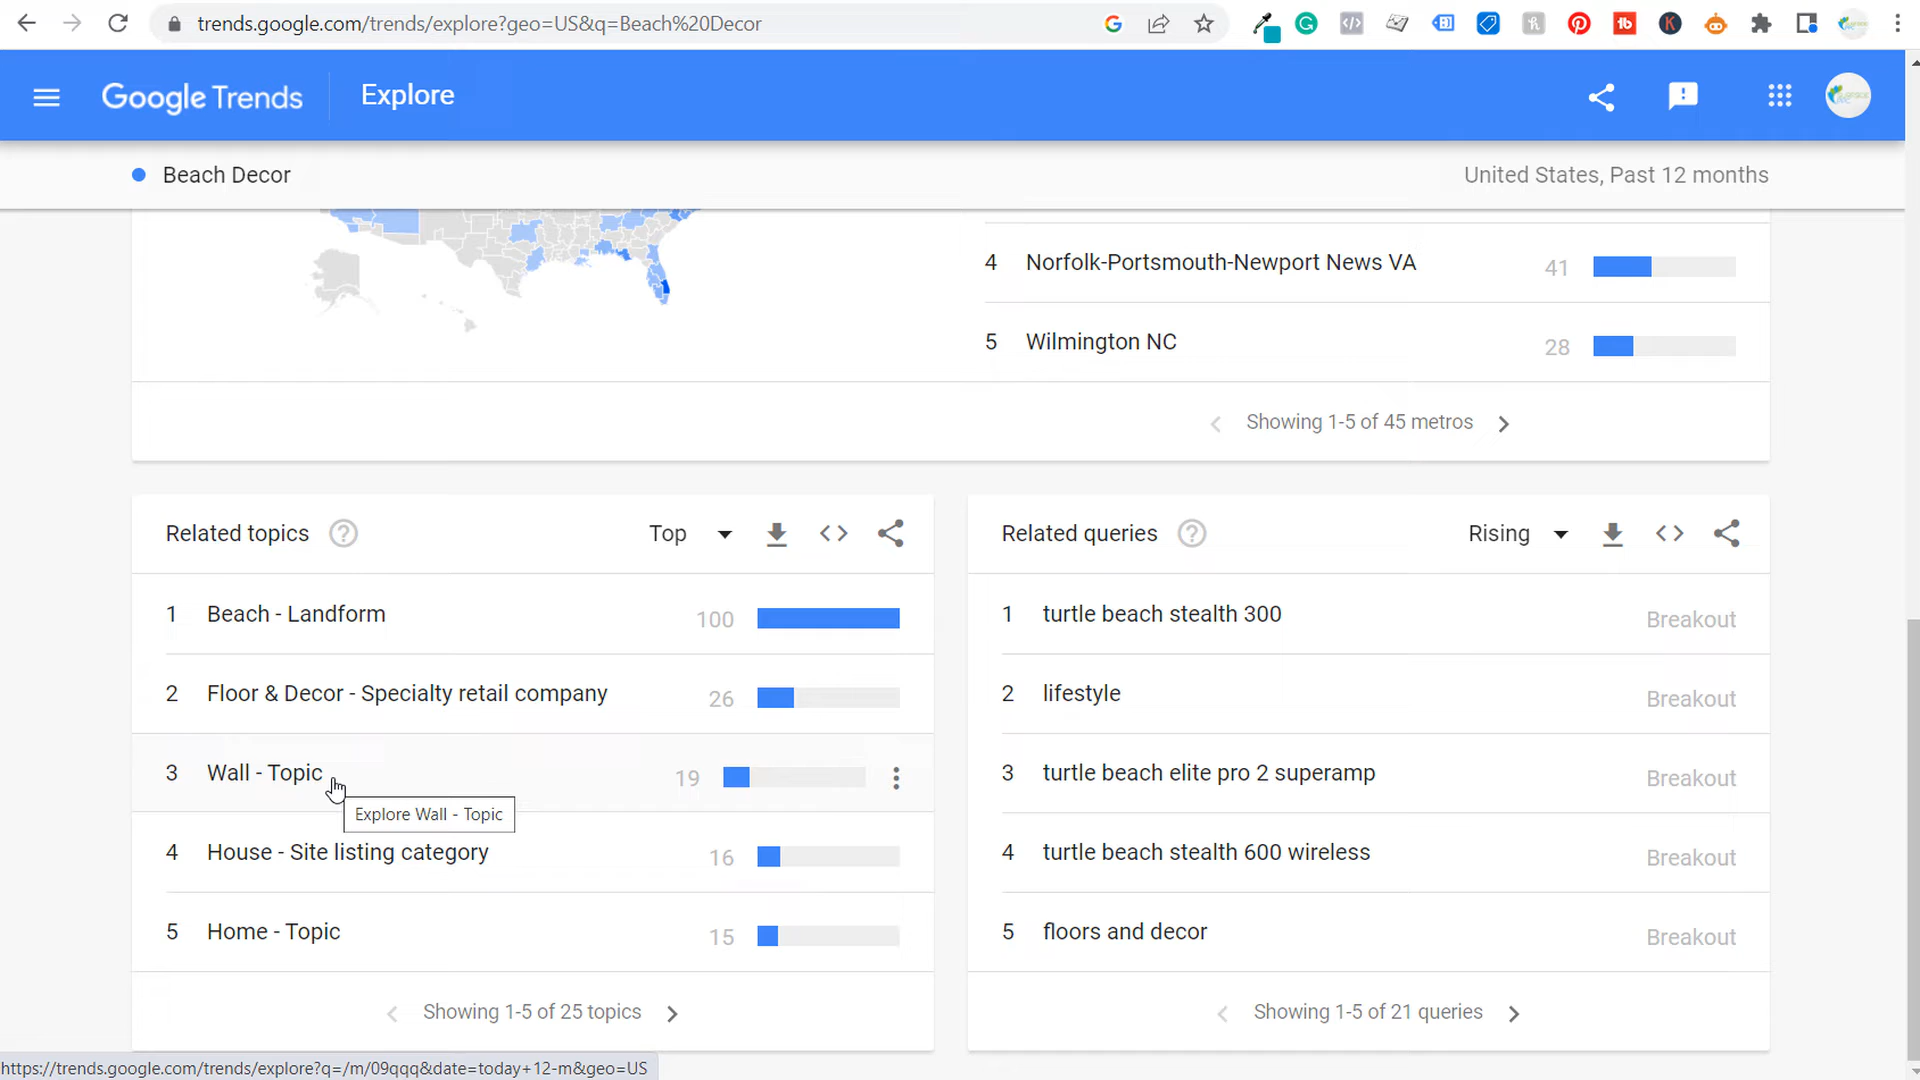 trends.google.com/trends/explore?geo=US&q=Beach%20Decor
Google Trends
Explore
Beach Decor
United States, Past 12 months
4 Norfolk-Portsmouth-Newport News VA 41
5 Wilmington NC 28
Showing 1-5 of 45 metros
Related topics ? Top
1 Beach - Landform 100
2 Floor & Decor - Specialty retail company 26
3 Wall - Topic 19
Explore Wall - Topic
4 House - Site listing category 16
5 Home - Topic 15
Showing 1-5 of 25 topics
Related queries ? Rising
1 turtle beach stealth 300 Breakout
2 lifestyle Breakout
3 turtle beach elite pro 2 superamp Breakout
4 turtle beach stealth 600 wireless Breakout
5 floors and decor Breakout
Showing 1-5 of 21 queries
https://trends.google.com/trends/explore?q=/m/09qqq&date=today+12-m&geo=US